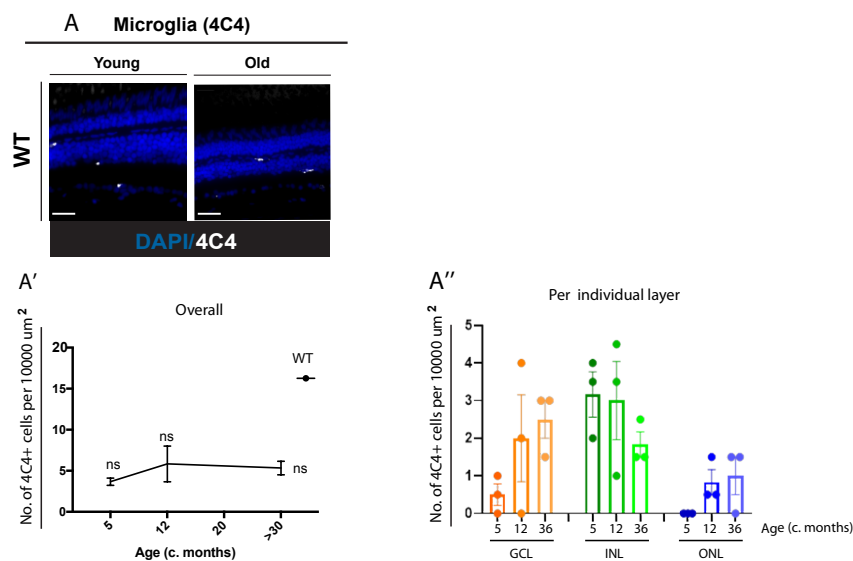 A Microglia (4C4)
Young Old
WT
DAPI/4C4
A'
Overall
No. of 4C4+ cells per 10000 um²
20
15
10
5
0
WT
ns
ns
ns
5 12 20 >30
Age (c. months)
A''
Per individual layer
No. of 4C4+ cells per 10000 um²
5
4
3
2
1
0
5 12 36 5 12 36 5 12 36 Age (c. months)
GCL INL ONL